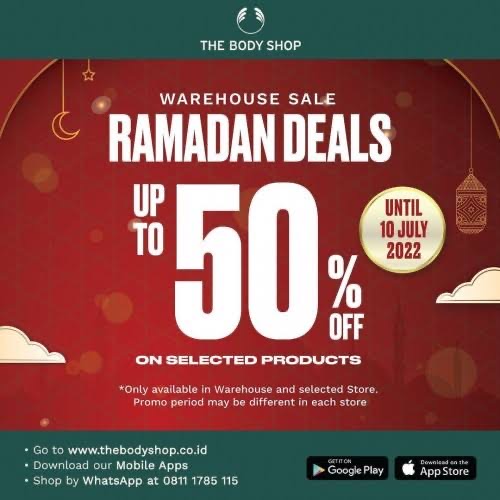 THE BODY SHOP
WAREHOUSE SALE
RAMADAN DEALS
UP
TO
50
%
OFF
UNTIL
10 JULY
2022
ON SELECTED PRODUCTS
*Only available in Warehouse and selected Store.
Promo period may be different in each store
• Go to www.thebodyshop.co.id
• Download our Mobile Apps
• Shop by WhatsApp at 0811 1785 115
GET IT ON
Google Play
Download on the
App Store